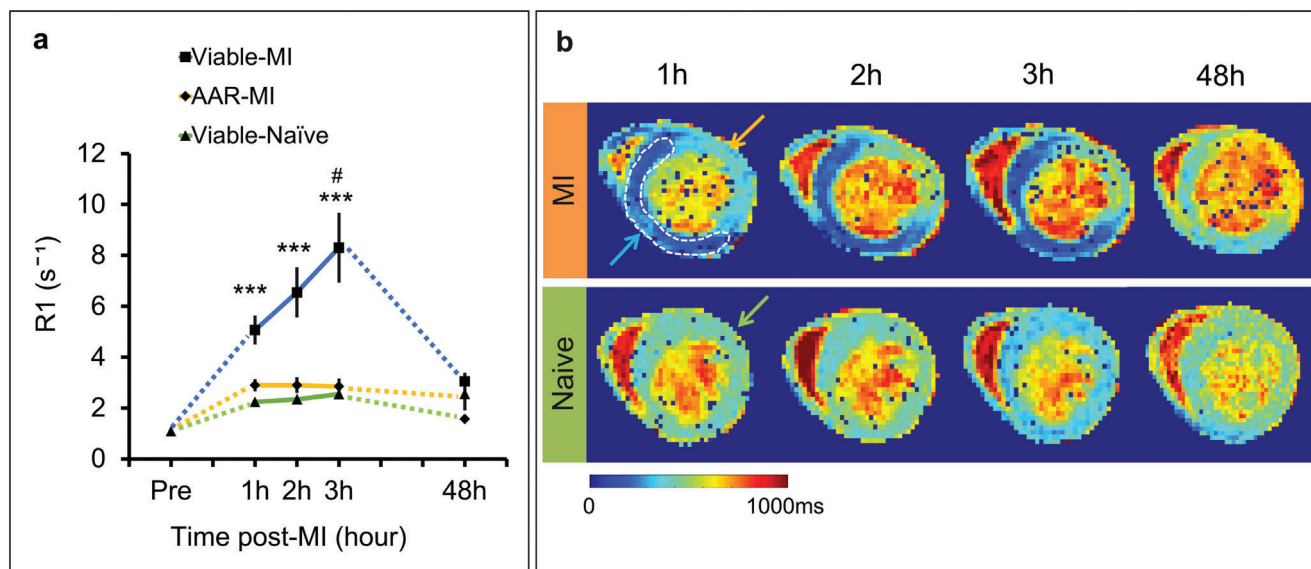 a
Viable-MI
AAR-MI
Viable-Naïve
12
10
8
6
4
2
0
R1 (s⁻¹)
***
***
#
***
Pre
1h
2h
3h
48h
Time post-MI (hour)
b
1h
2h
3h
48h
MI
Naive
0
1000ms